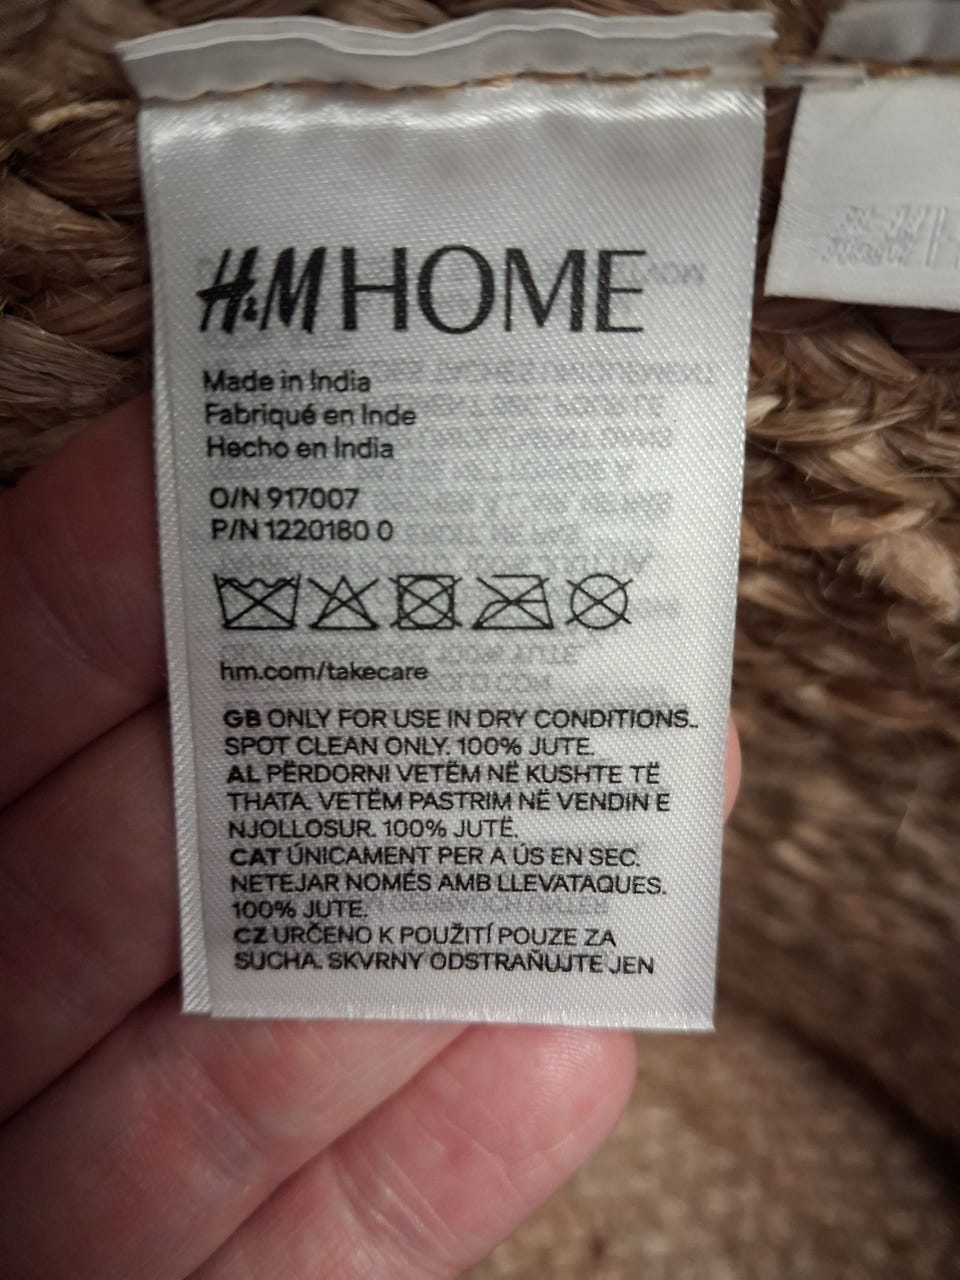 H&M HOME
Made in India
Fabriqué en Inde
Hecho en India
O/N 917007
P/N 1220180 0
hm.com/takecare
GB ONLY FOR USE IN DRY CONDITIONS..
SPOT CLEAN ONLY. 100% JUTE.
AL PËRDORNI VETËM NË KUSHTE TË
THATA. VETËM PASTRIM NË VENDIN E
NJOLLOSUR. 100% JUTË.
CAT ÚNICAMENT PER A ÚS EN SEC.
NETEJAR NOMÉS AMB LLEVATAQUES.
100% JUTE.
CZ URČENO K POUŽITÍ POUZE ZA
SUCHA. SKVRNY ODSTRAŇUJTE JEN